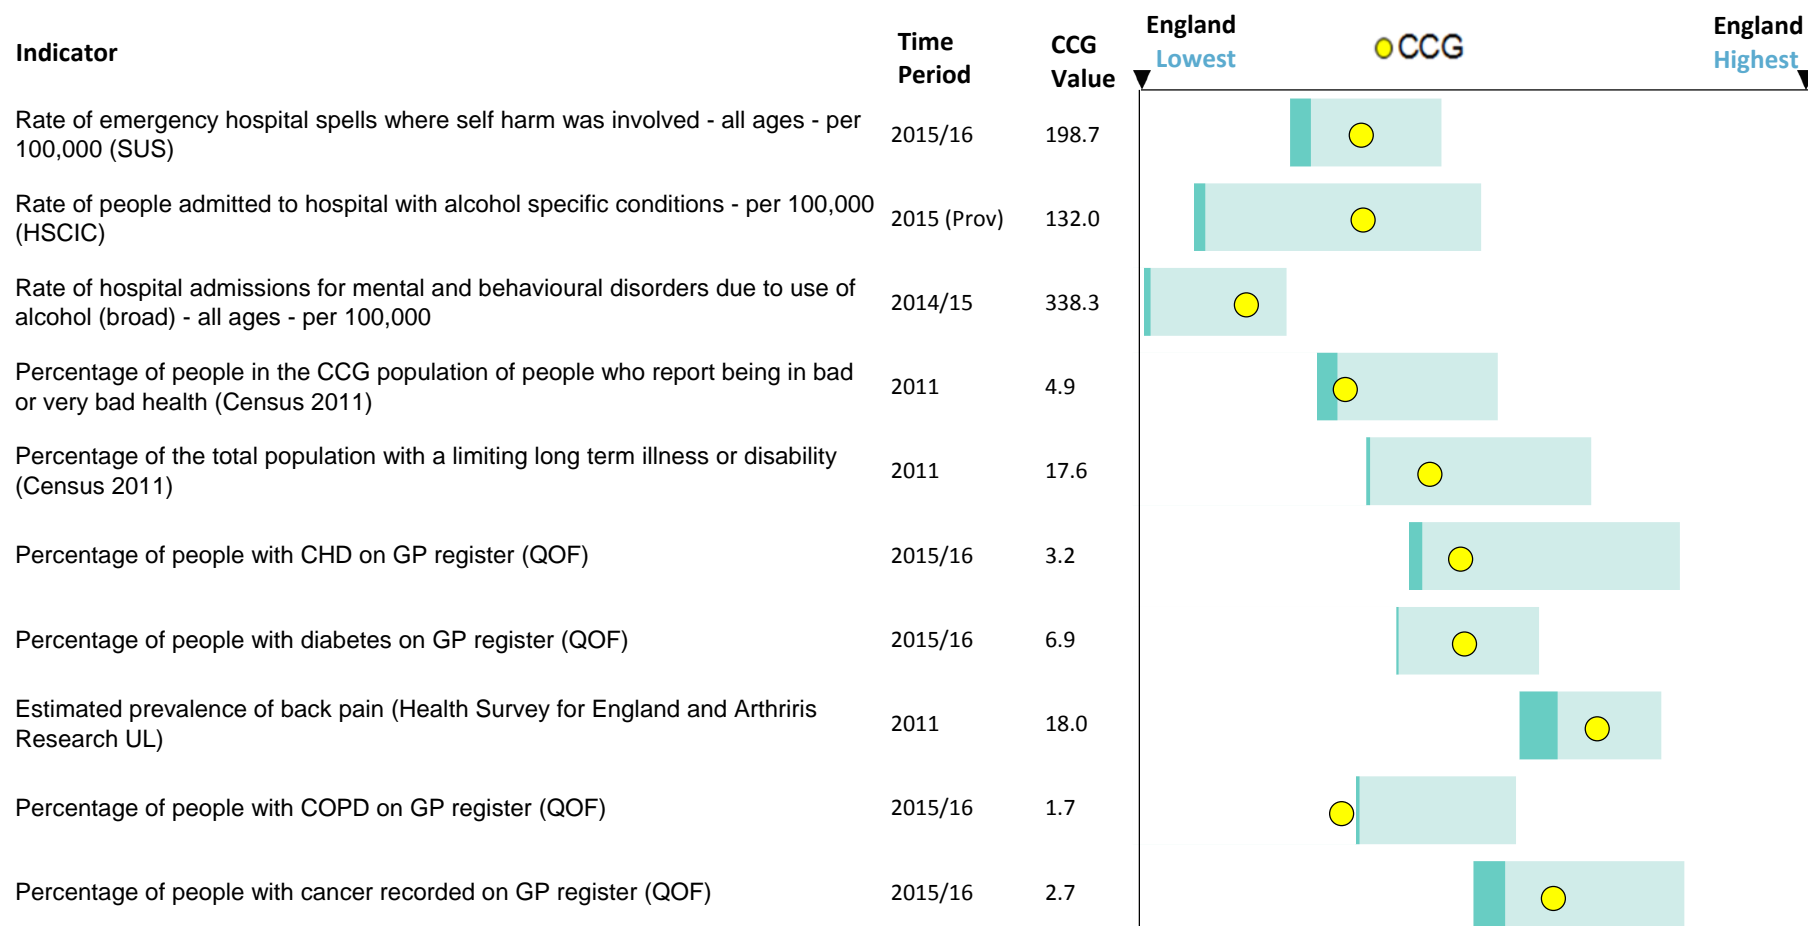 Indicator
Time
Period
CCG
Value
England
Lowest
CCG
England
Highest
Rate of emergency hospital spells where self harm was involved - all ages - per
100,000 (SUS)
2015/16
198.7
Rate of people admitted to hospital with alcohol specific conditions - per 100,000
(HSCIC)
2015 (Prov)
132.0
Rate of hospital admissions for mental and behavioural disorders due to use of
alcohol (broad) - all ages - per 100,000
2014/15
338.3
Percentage of people in the CCG population of people who report being in bad
or very bad health (Census 2011)
2011
4.9
Percentage of the total population with a limiting long term illness or disability
(Census 2011)
2011
17.6
Percentage of people with CHD on GP register (QOF)
2015/16
3.2
Percentage of people with diabetes on GP register (QOF)
2015/16
6.9
Estimated prevalence of back pain (Health Survey for England and Arthriris
Research UL)
2011
18.0
Percentage of people with COPD on GP register (QOF)
2015/16
1.7
Percentage of people with cancer recorded on GP register (QOF)
2015/16
2.7